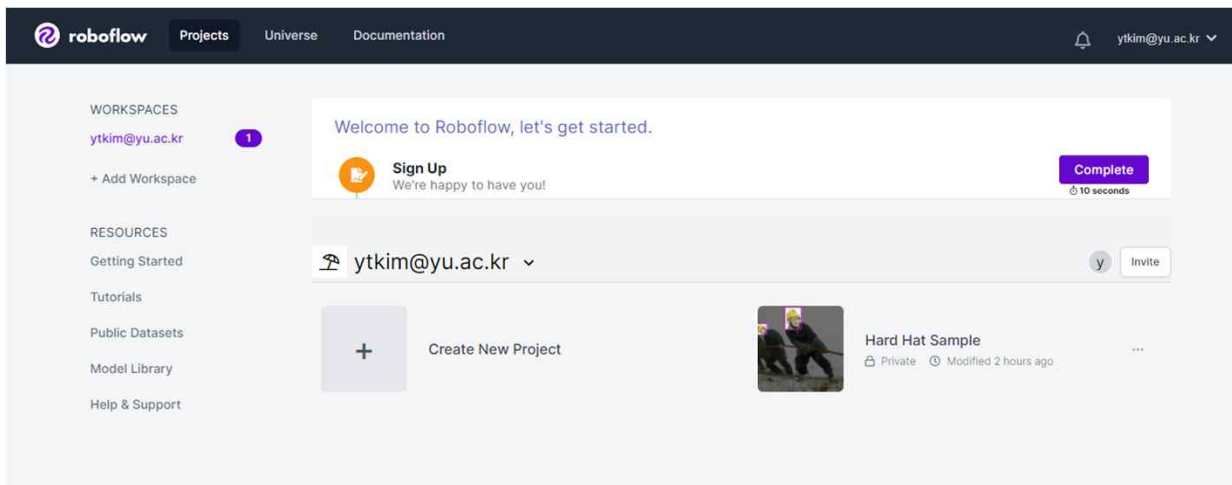 roboflow Projects Universe Documentation ytkim@yu.ac.kr
WORKSPACES
ytkim@yu.ac.kr 1
+ Add Workspace
RESOURCES
Getting Started
Tutorials
Public Datasets
Model Library
Help & Support
Welcome to Roboflow, let's get started.
Sign Up
We're happy to have you!
Complete
10 seconds
ytkim@yu.ac.kr y Invite
+ Create New Project
Hard Hat Sample
Private Modified 2 hours ago